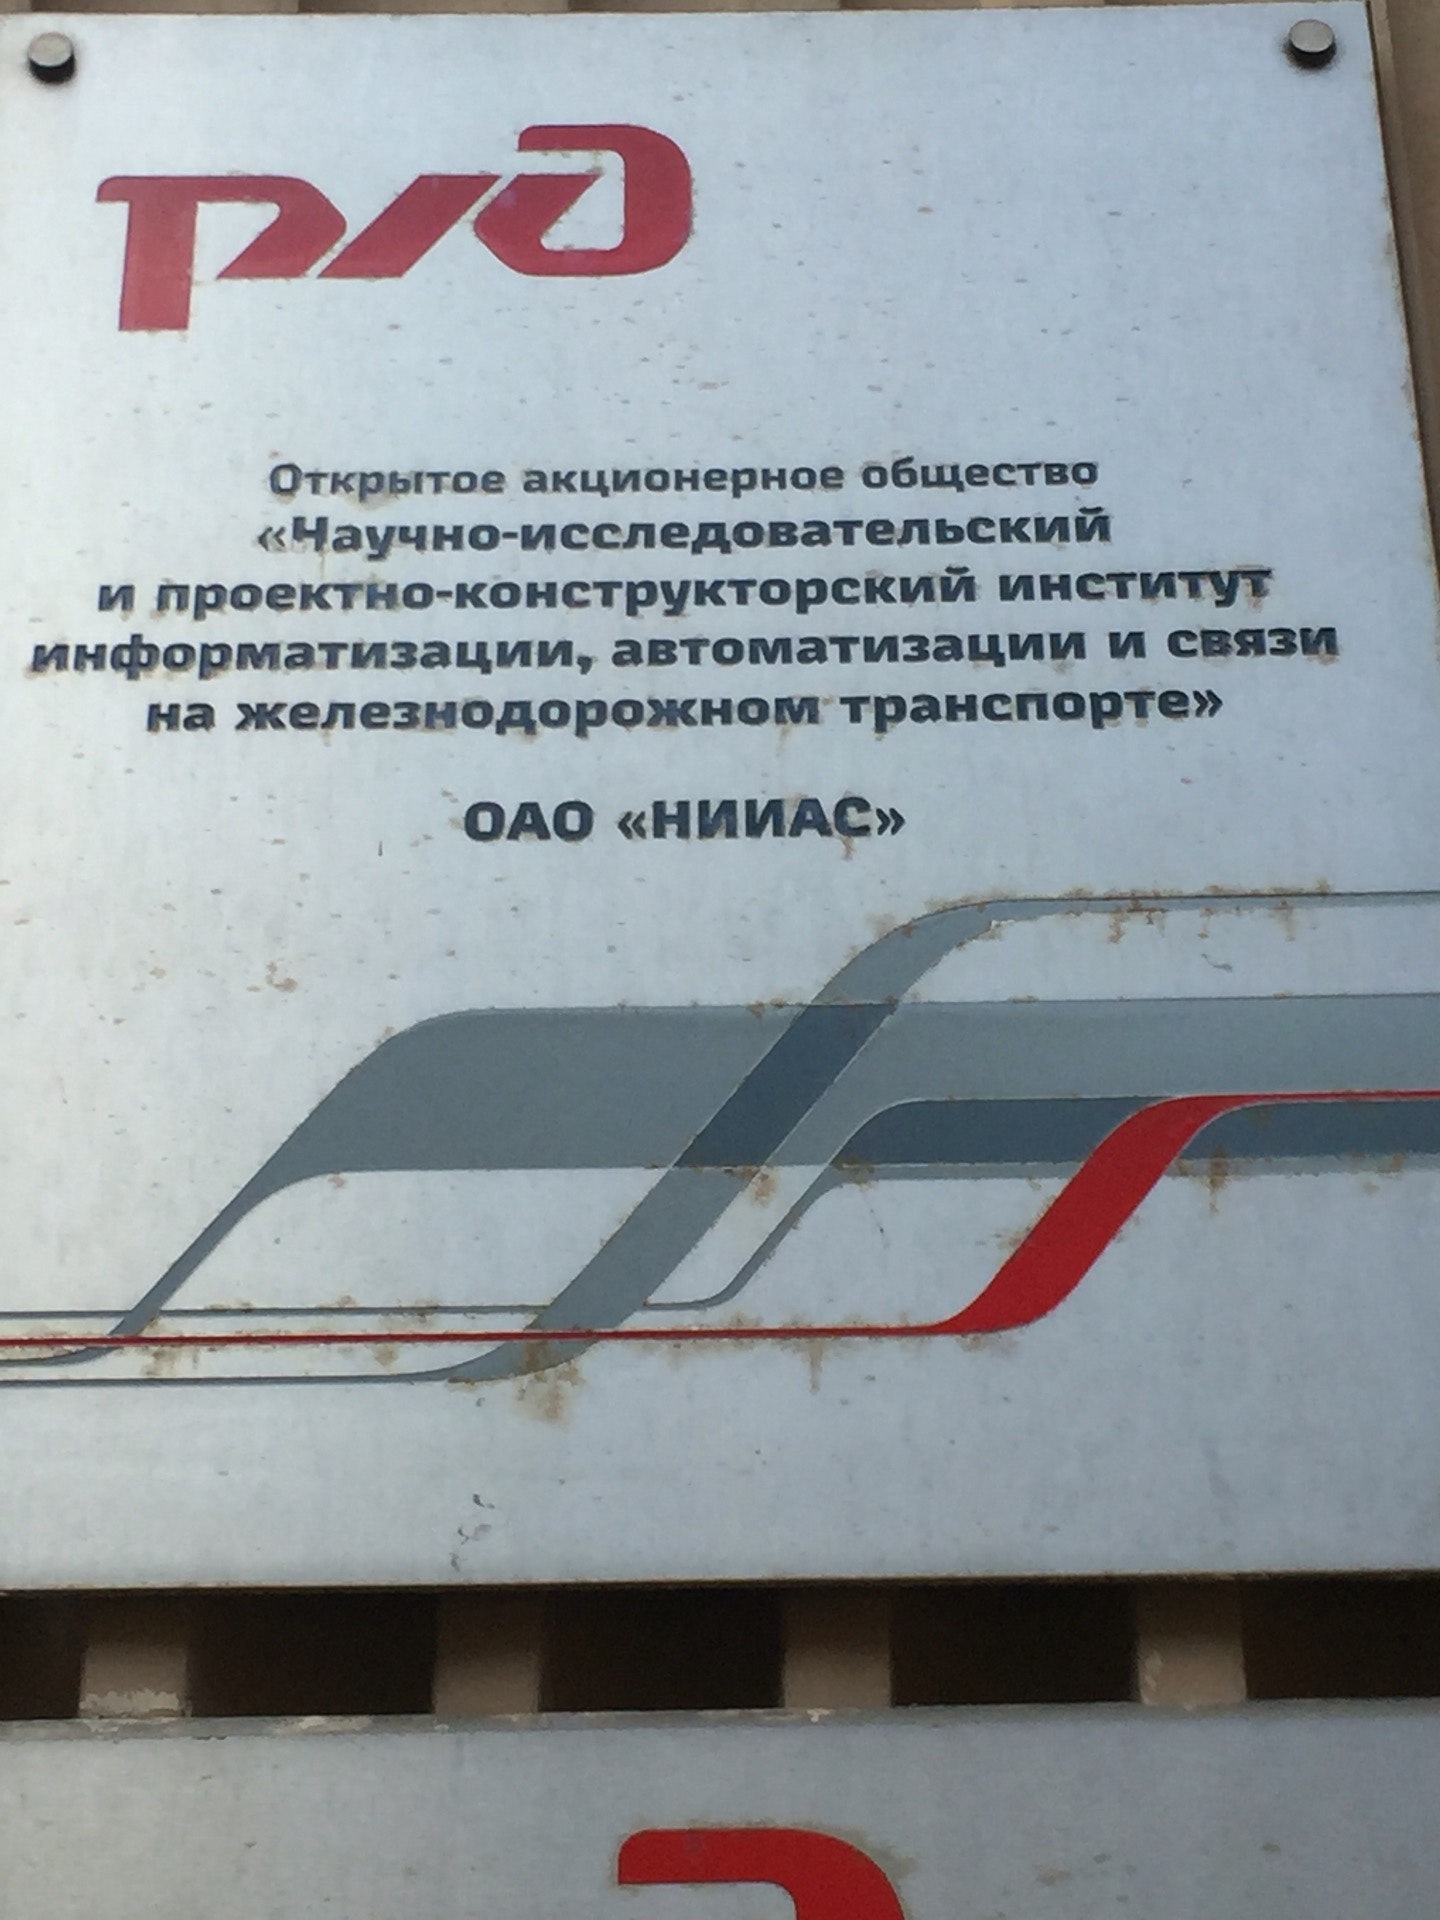 РЖД
Открытое акционерное общество
«Научно-исследовательский
и проектно-конструкторский институт
информатизации, автоматизации и связи
на железнодорожном транспорте»
ОАО «НИИАС»